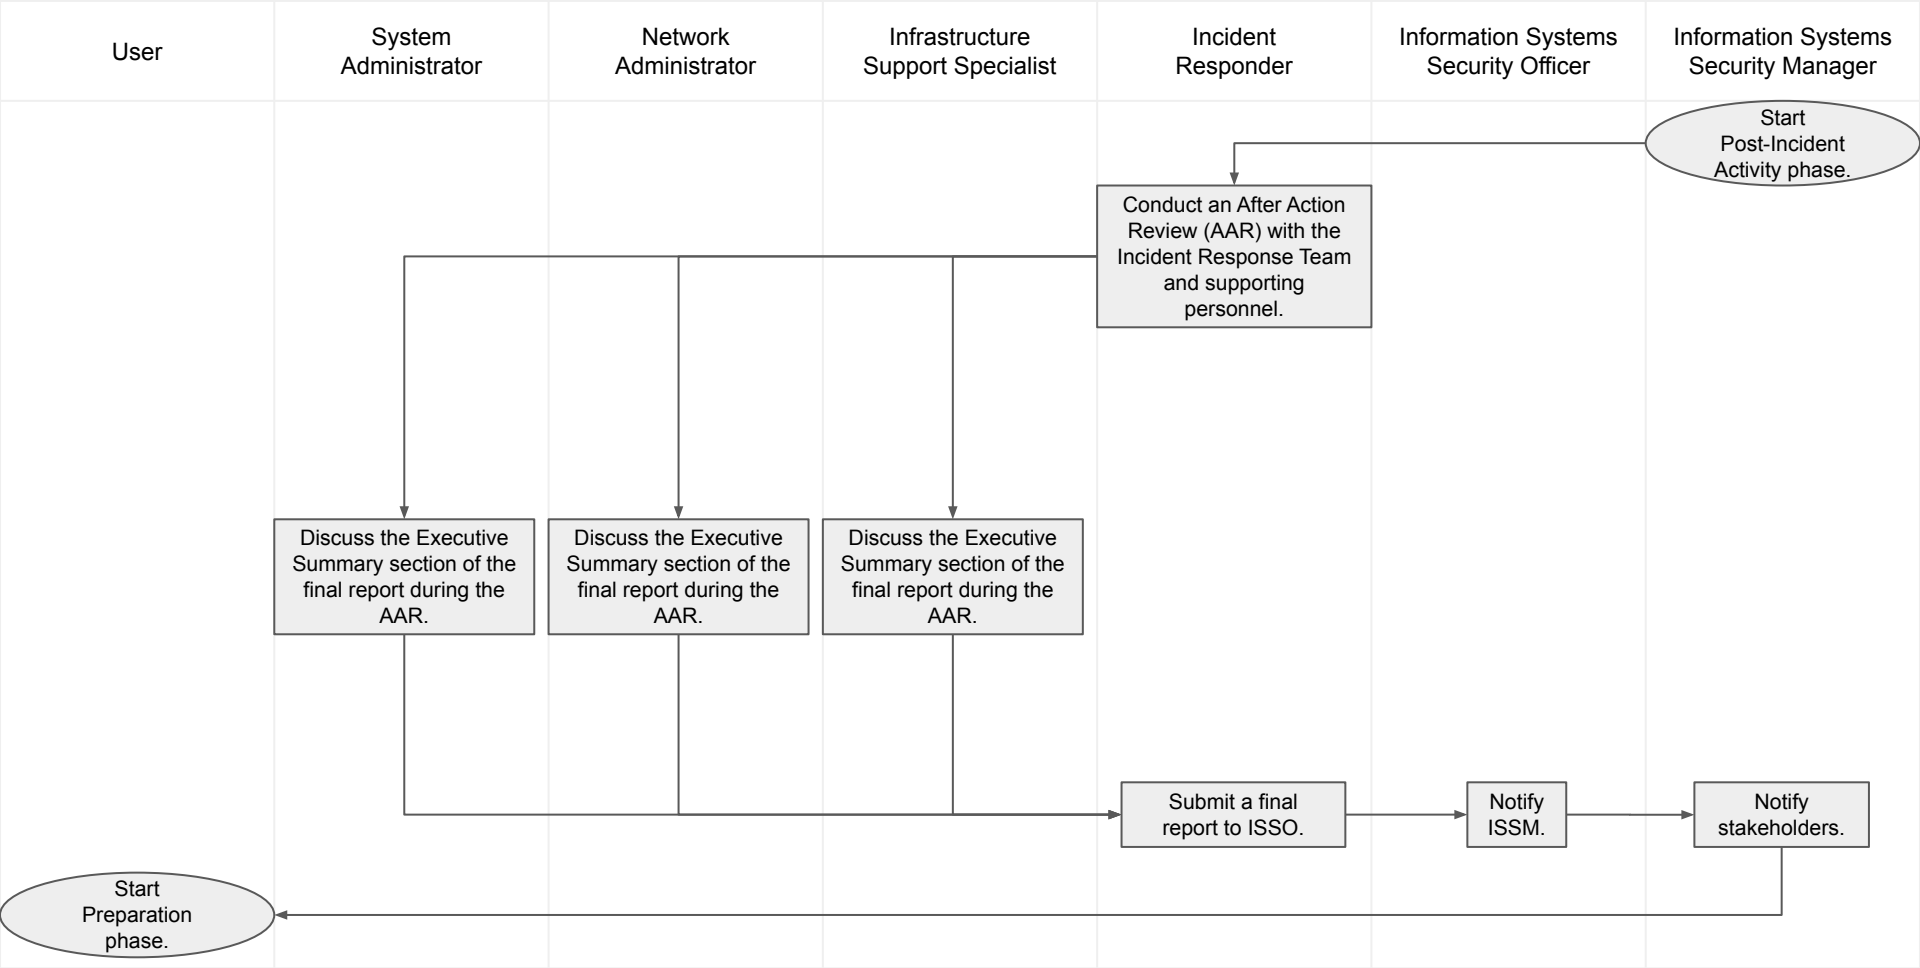 User
System
Administrator
Network
Administrator
Infrastructure
Support Specialist
Incident
Responder
Information Systems
Security Officer
Information Systems
Security Manager
Start
Post-Incident
Activity phase.
Conduct an After Action
Review (AAR) with the
Incident Response Team
and supporting
personnel.
Discuss the Executive
Summary section of the
final report during the
AAR.
Discuss the Executive
Summary section of the
final report during the
AAR.
Discuss the Executive
Summary section of the
final report during the
AAR.
Submit a final
report to ISSO.
Notify
ISSM.
Notify
stakeholders.
Start
Preparation
phase.